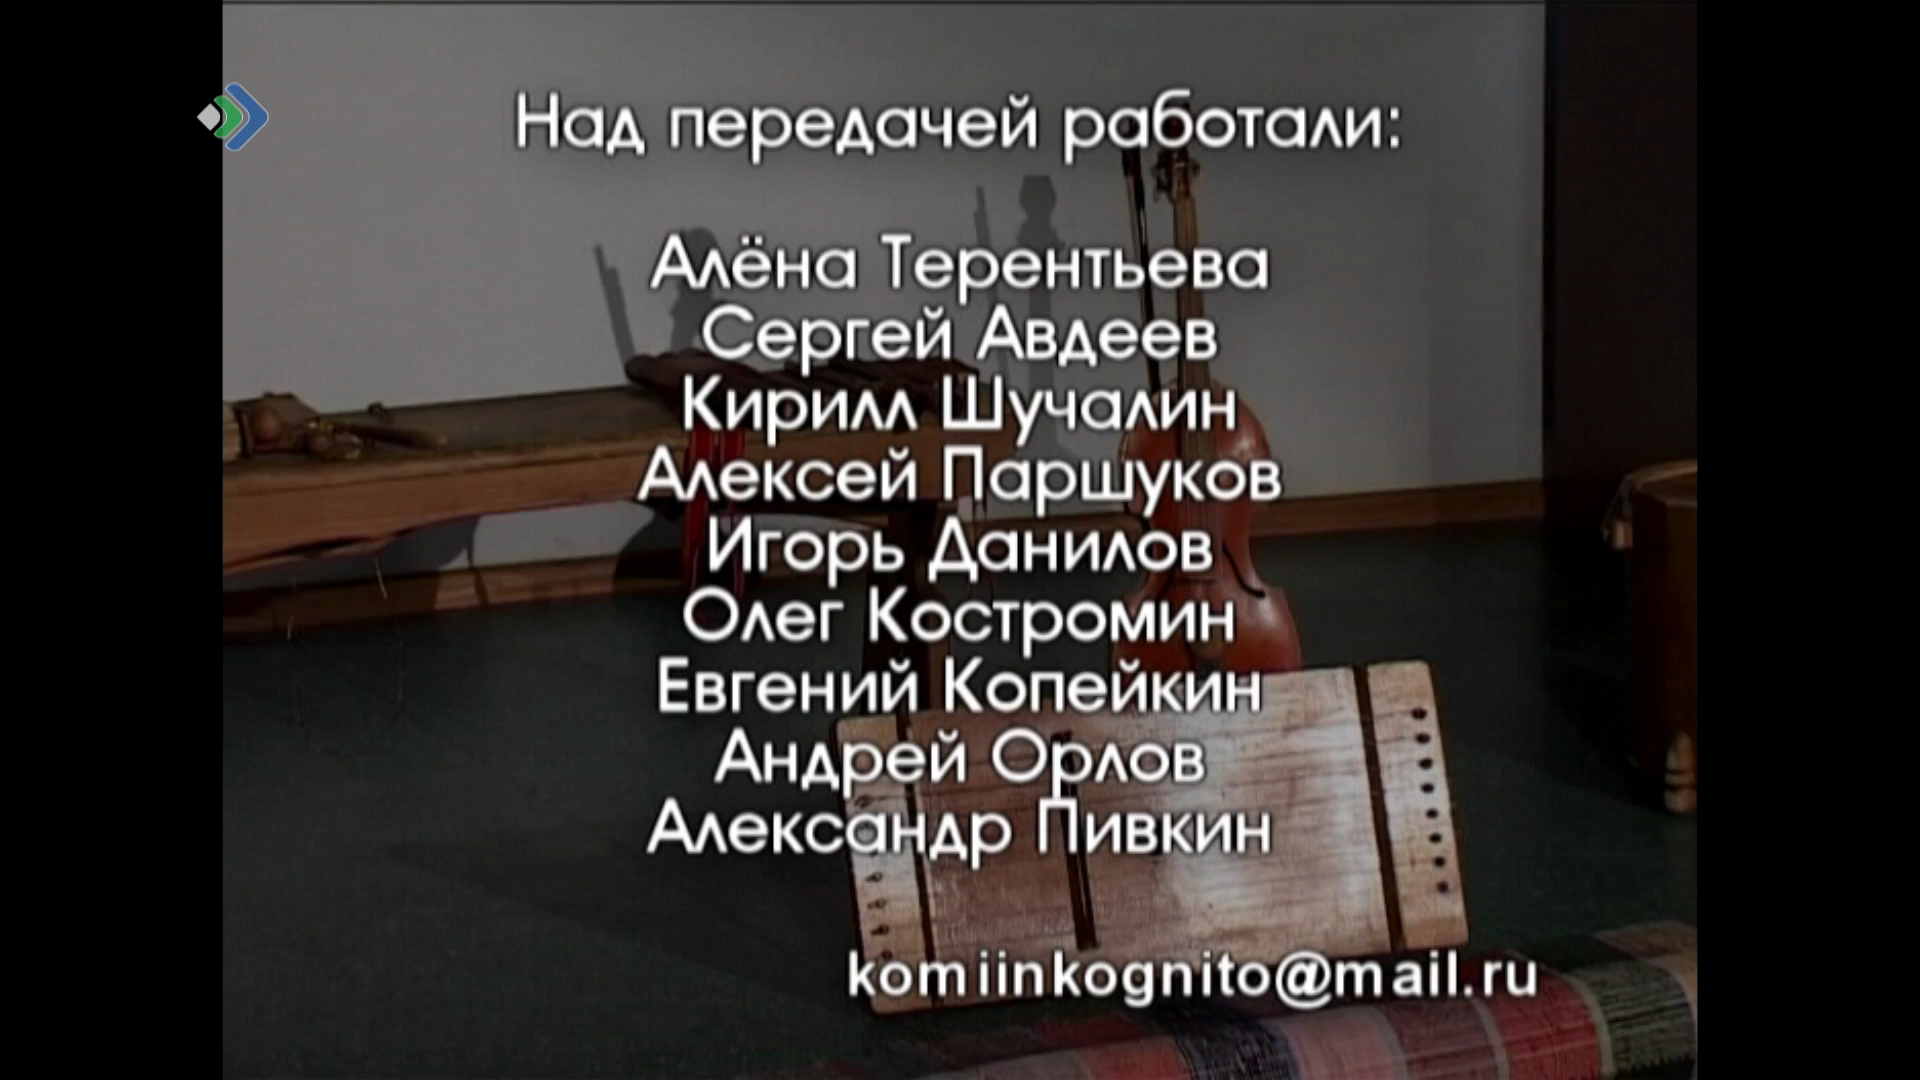 Над передачей работали:
Алёна Терентьева
Сергей Авдеев
Кирилл Шучалин
Алексей Паршуков
Игорь Данилов
Олег Костромин
Евгений Копейкин
Андрей Орлов
Александр Пивкин
komiinkognito@mail.ru